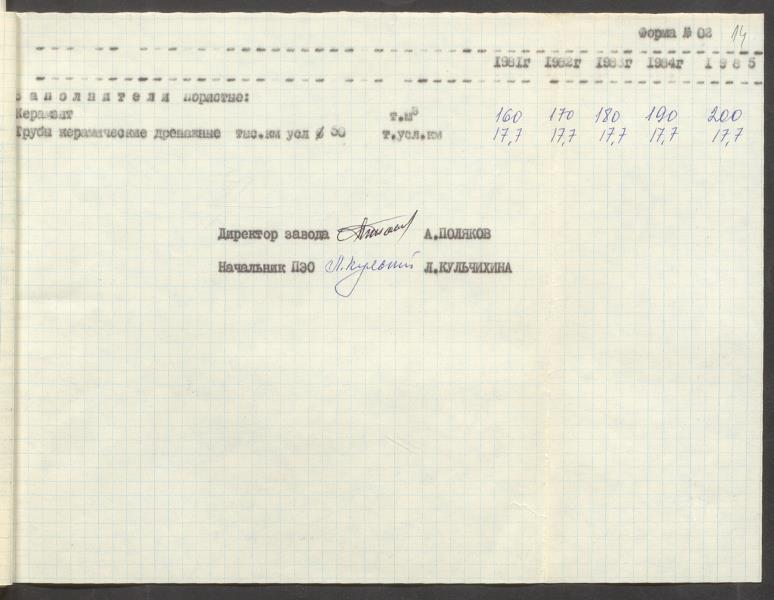 Форма № 02 14
1981г 1982г 1983г 1984г 1985
Заполнители пористые:
Керамзит т.м³ 160 170 180 190 200
Трубы керамические дренажные тыс.км усл ø 50 т.усл.км 17,7 17,7 17,7 17,7 17,7
Директор завода А.ПОЛЯКОВ
Начальник ПЭО Л.КУЛЬЧИХИНА